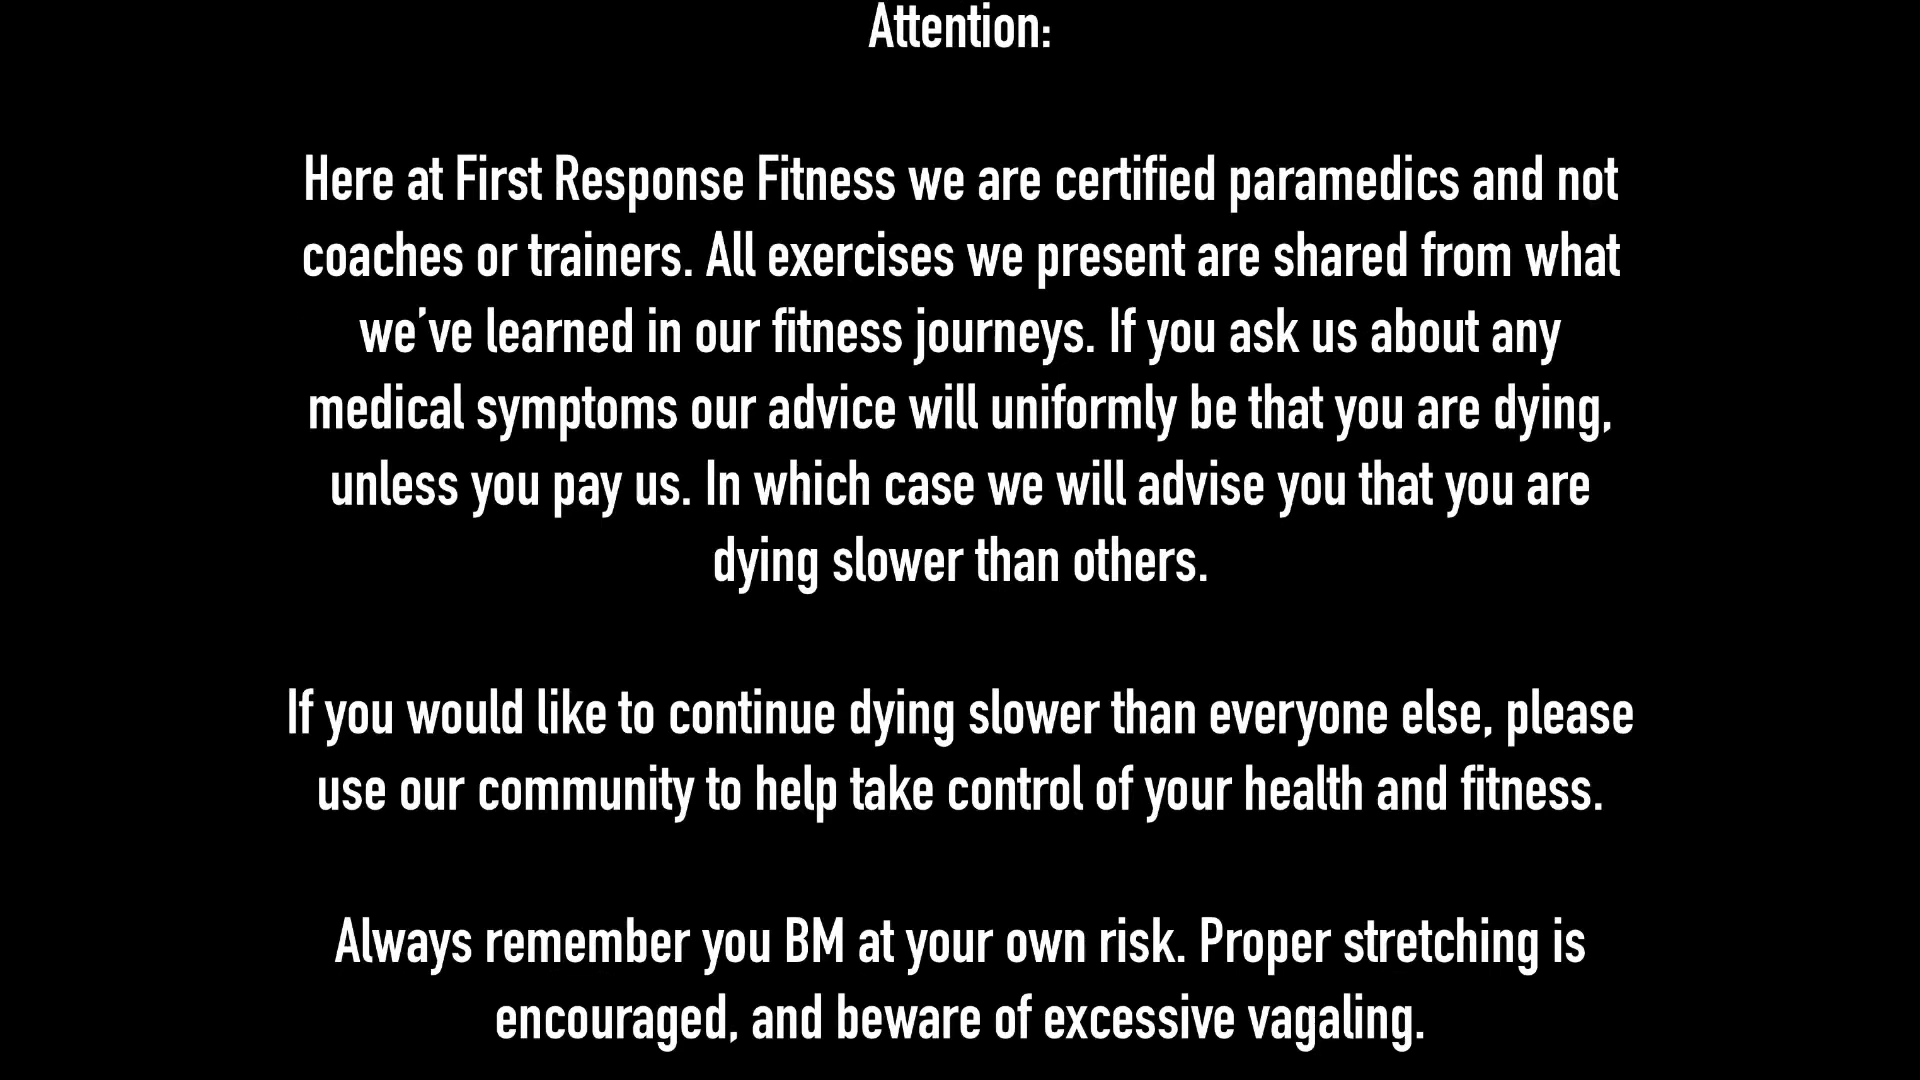 Attention:
Here at First Response Fitness we are certified paramedics and not
coaches or trainers. All exercises we present are shared from what
we've learned in our fitness journeys. If you ask us about any
medical symptoms our advice will uniformly be that you are dying,
unless you pay us. In which case we will advise you that you are
dying slower than others.
If you would like to continue dying slower than everyone else, please
use our community to help take control of your health and fitness.
Always remember you BM at your own risk. Proper stretching is
encouraged, and beware of excessive vagaling.